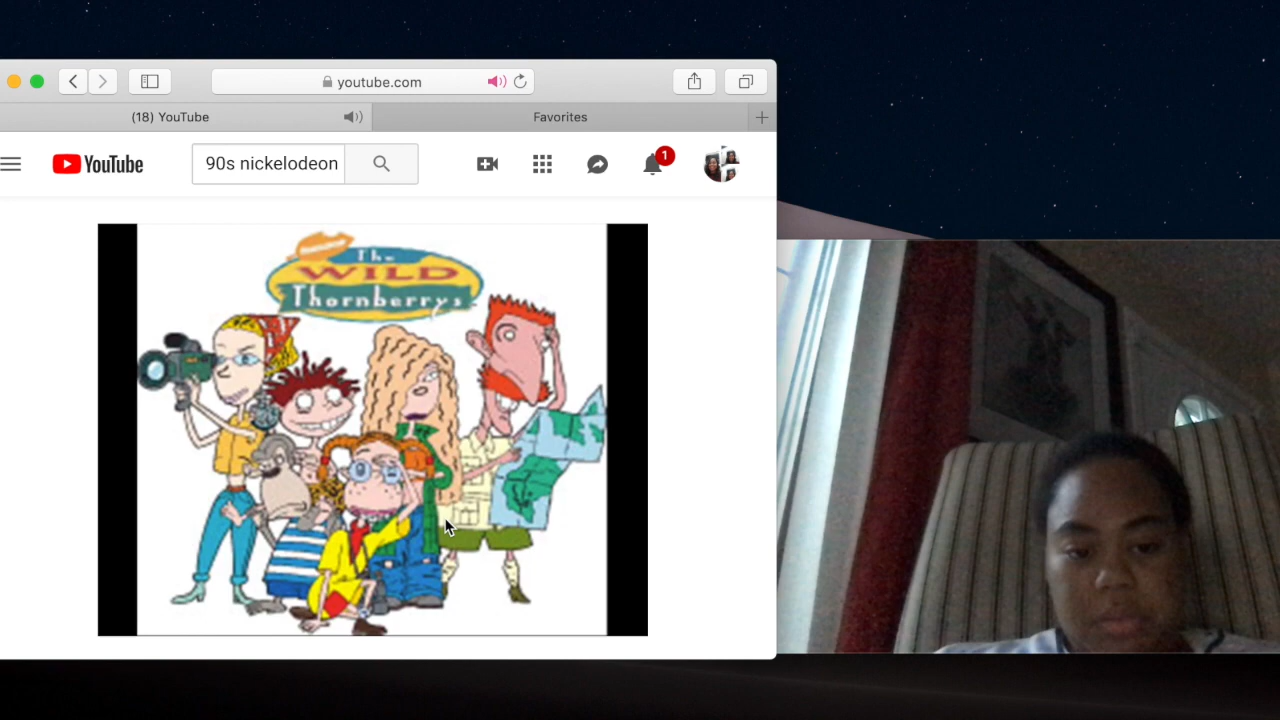 youtube.com
(18) YouTube
Favorites
YouTube
90s nickelodeon
1
The
WILD
Thornberrys